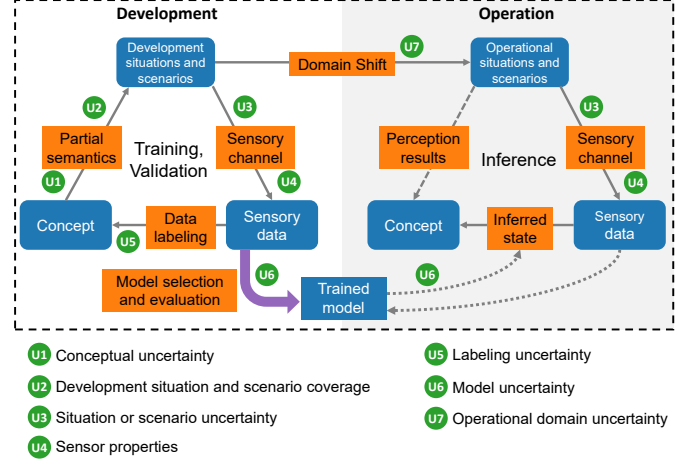 Development
Operation
Development
situations and
scenarios
U7
Domain Shift
Operational
situations and
scenarios
U2
U3
U3
Partial
semantics
Training,
Validation
Sensory
channel
Perception
results
Inference
Sensory
channel
U1
U4
U4
Concept
U5
Data
labeling
Sensory
data
Concept
Inferred
state
Sensory
data
Model selection
and evaluation
U6
Trained
model
U6
U1 Conceptual uncertainty
U2 Development situation and scenario coverage
U3 Situation or scenario uncertainty
U4 Sensor properties
U5 Labeling uncertainty
U6 Model uncertainty
U7 Operational domain uncertainty